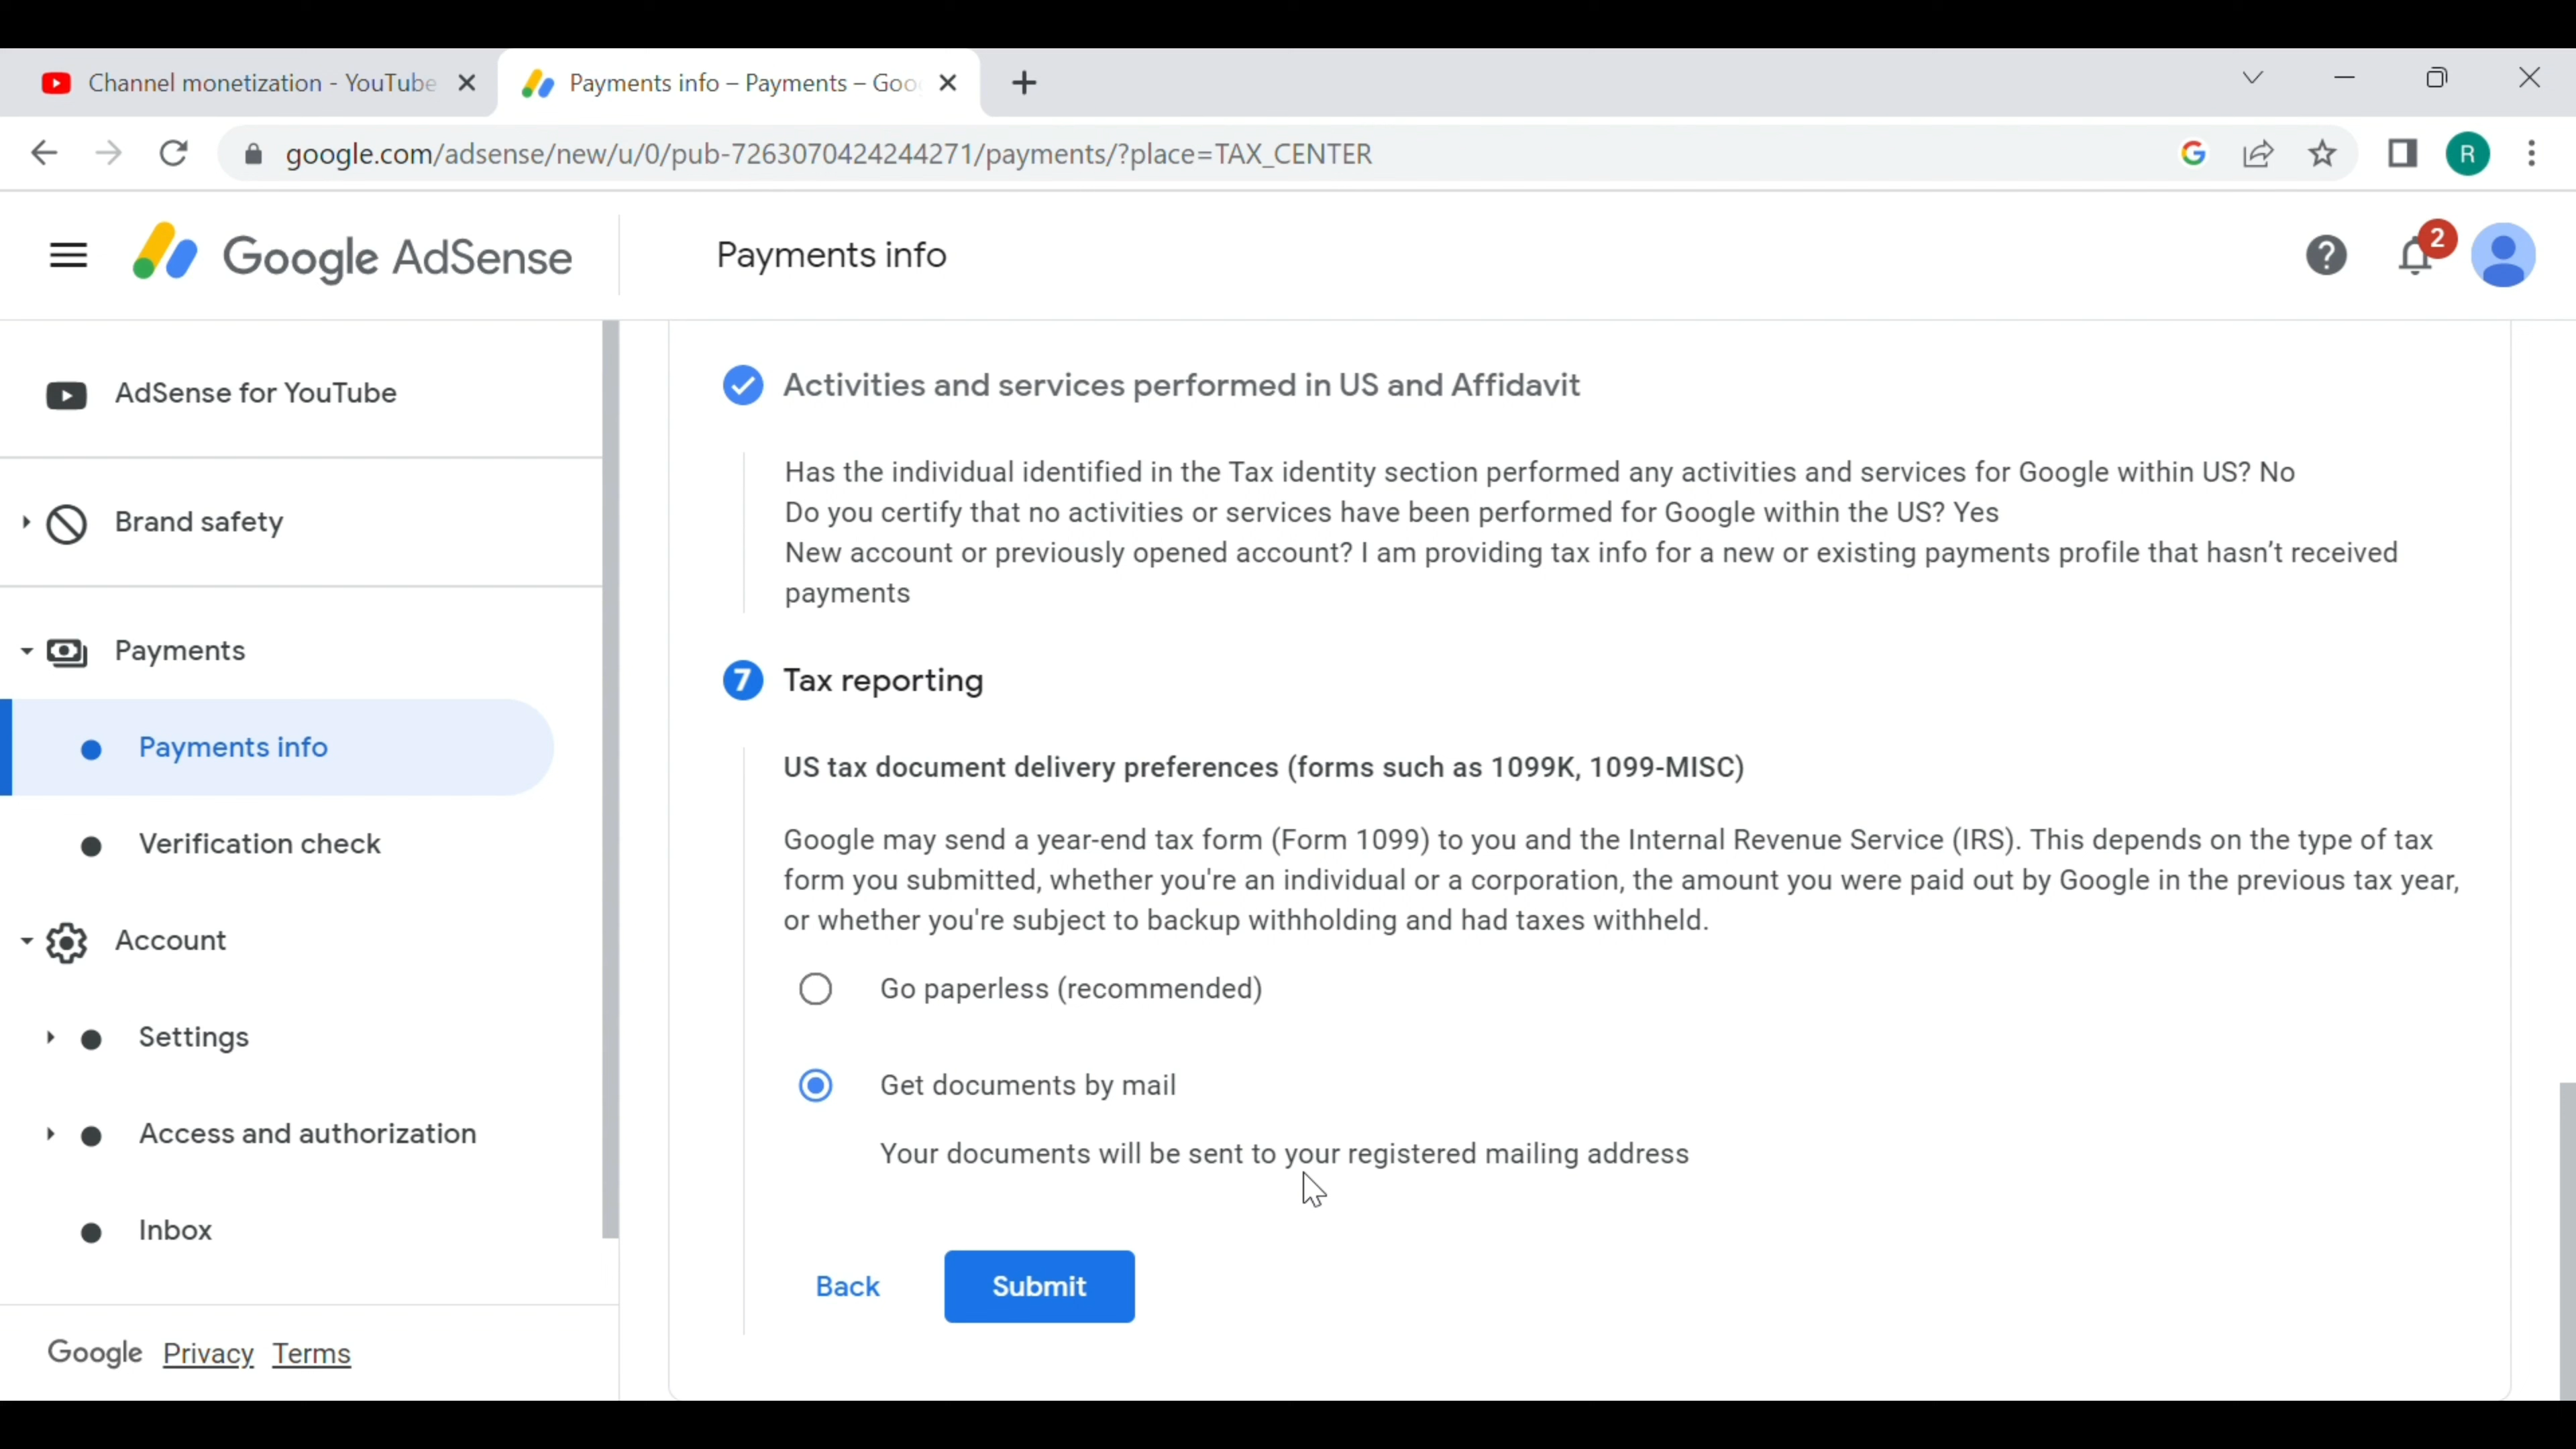 Channel monetization - YouTube
Payments info – Payments – Goo
google.com/adsense/new/u/0/pub-7263070424244271/payments/?place=TAX_CENTER
R
Google AdSense
Payments info
2
AdSense for YouTube
Brand safety
Payments
Payments info
Verification check
Account
Settings
Access and authorization
Inbox
Google Privacy Terms
Activities and services performed in US and Affidavit
Has the individual identified in the Tax identity section performed any activities and services for Google within US? No
Do you certify that no activities or services have been performed for Google within the US? Yes
New account or previously opened account? I am providing tax info for a new or existing payments profile that hasn't received
payments
7 Tax reporting
US tax document delivery preferences (forms such as 1099K, 1099-MISC)
Google may send a year-end tax form (Form 1099) to you and the Internal Revenue Service (IRS). This depends on the type of tax
form you submitted, whether you're an individual or a corporation, the amount you were paid out by Google in the previous tax year,
or whether you're subject to backup withholding and had taxes withheld.
Go paperless (recommended)
Get documents by mail
Your documents will be sent to your registered mailing address
Back Submit